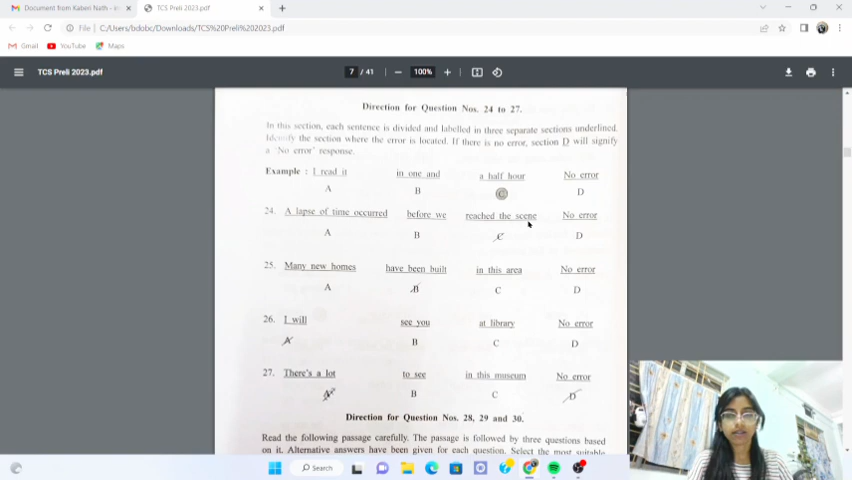 Document from Kaberi Nath - in
TCS Preli 2023.pdf
File
C:/Users/bdobc/Downloads/TCS%20Preli%202023.pdf
Gmail
YouTube
Maps
TCS Preli 2023.pdf
7 / 41
100%
Direction for Question Nos. 24 to 27.
In this section, each sentence is divided and labelled in three separate sections underlined.
Identify the section where the error is located. If there is no error, section D will signify
a 'No error' response.
Example : I read it in one and a half hour No error
A B C D
24. A lapse of time occurred before we reached the scene No error
A B C D
25. Many new homes have been built in this area No error
A B C D
26. I will see you at library No error
A B C D
27. There's a lot to see in this museum No error
A B C D
Direction for Question Nos. 28, 29 and 30.
Read the following passage carefully. The passage is followed by three questions based
on it. Alternative answers have been given for each question. Select the most suitable
Search